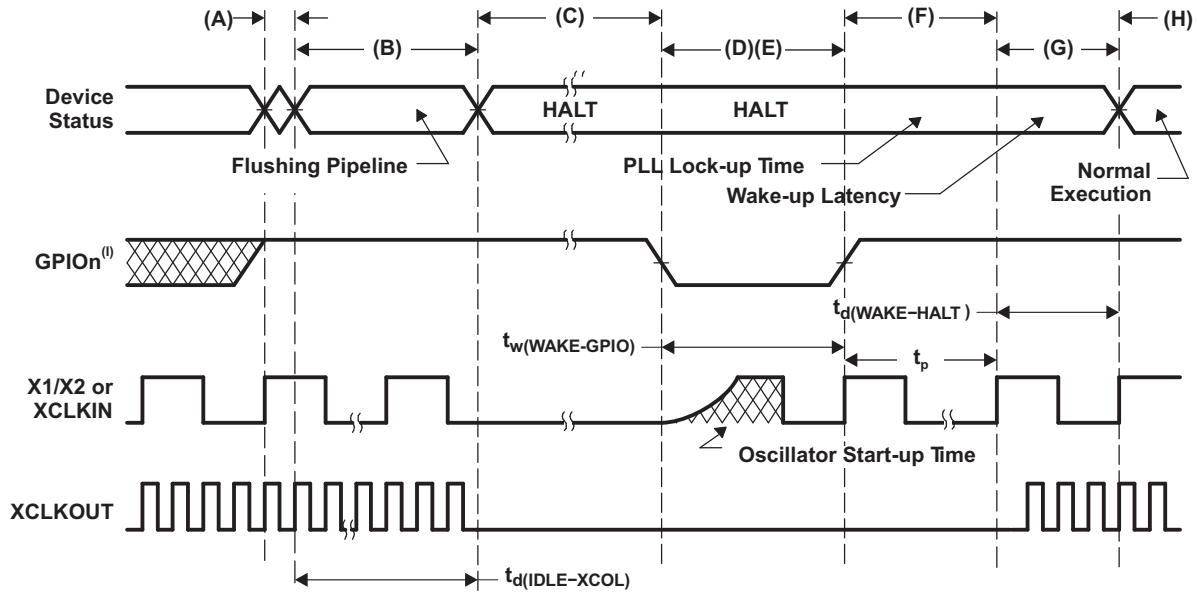 (A)
(C)
(F)
(H)
(B)
(D)(E)
(G)
Device
Status
HALT
HALT
Flushing Pipeline
PLL Lock-up Time
Wake-up Latency
Normal
Execution
GPIOn(I)
td(WAKE−HALT )
tw(WAKE-GPIO)
tp
X1/X2 or
XCLKIN
Oscillator Start-up Time
XCLKOUT
td(IDLE−XCOL)